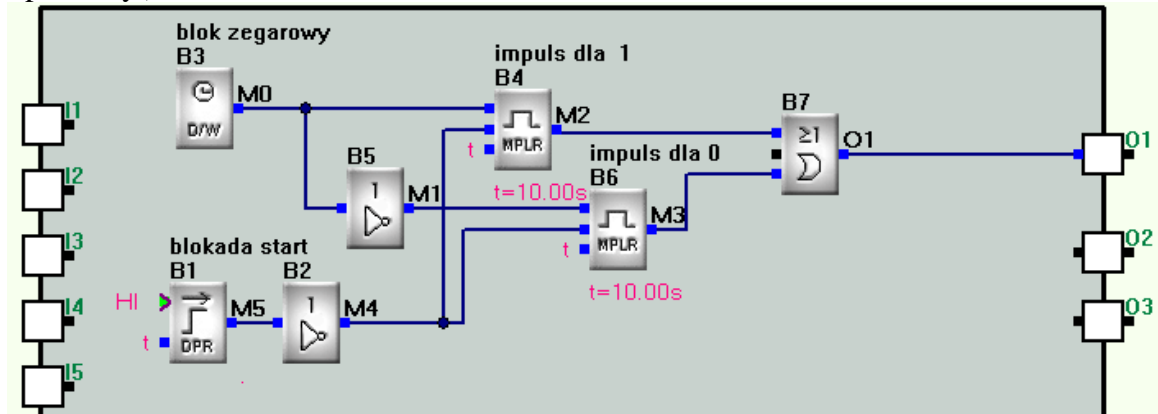 blok zegarowy
B3
M0
D/W
impuls dla 1
B4
M2
MPLR
t
t=10.00s
B7
≥1
O1
B5
1
M1
impuls dla 0
B6
M3
MPLR
t
t=10.00s
blokada start
B1
HI
M5
t
DPR
B2
1
M4
I1
I2
I3
I4
I5
O1
O2
O3